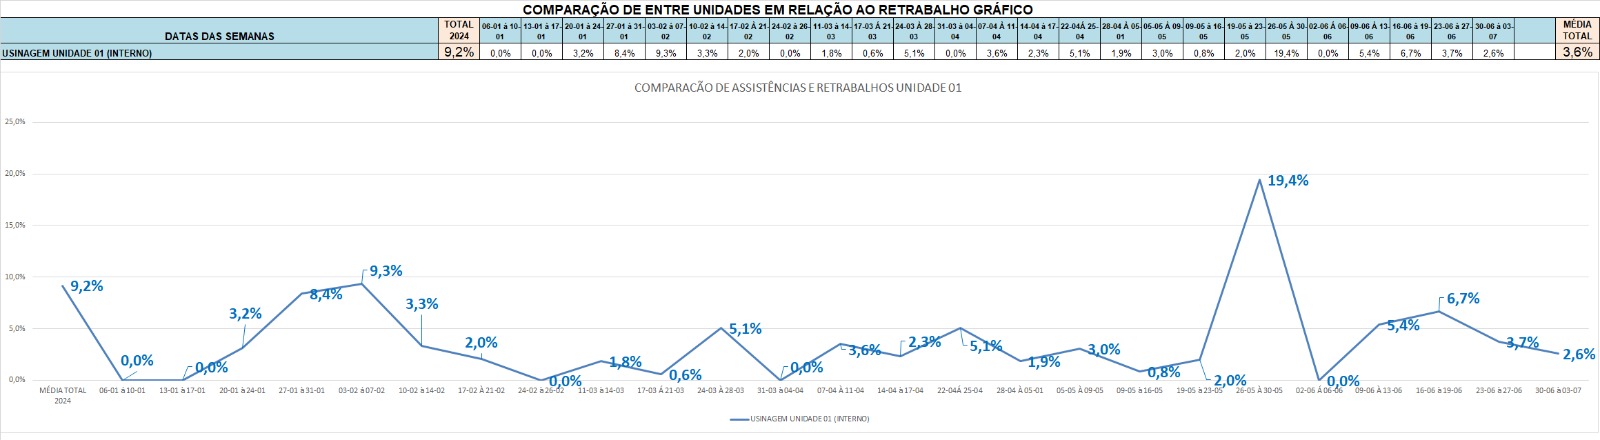 COMPARAÇÃO DE ENTRE UNIDADES EM RELAÇÃO AO RETRABALHO GRÁFICO
DATAS DAS SEMANAS TOTAL 2024 06-01 à 10-01 13-01 à 17-01 20-01 à 24-01 27-01 à 31-01 03-02 à 07-02 10-02 à 14-02 17-02 Á 21-02 24-02 à 26-02 11-03 à 14-03 17-03 Á 21-03 24-03 Á 28-03 31-03 à 04-04 07-04 Á 11-04 14-04 à 17-04 22-04Á 25-04 28-04 Á 05-01 05-05 Á 09-05 09-05 à 16-05 19-05 à 23-05 26-05 Á 30-05 02-06 Á 06-06 09-06 Á 13-06 16-06 à 19-06 23-06 à 27-06 30-06 à 03-07 MÉDIA TOTAL
USINAGEM UNIDADE 01 (INTERNO) 9,2% 0,0% 0,0% 3,2% 8,4% 9,3% 3,3% 2,0% 0,0% 1,8% 0,6% 5,1% 0,0% 3,6% 2,3% 5,1% 1,9% 3,0% 0,8% 2,0% 19,4% 0,0% 5,4% 6,7% 3,7% 2,6% 3,6%
COMPARACÃO DE ASSISTÊNCIAS E RETRABALHOS UNIDADE 01
25,0%
20,0%
15,0%
10,0%
5,0%
0,0%
9,2% 0,0% 0,0% 3,2% 8,4% 9,3% 3,3% 2,0% 0,0% 1,8% 0,6% 5,1% 0,0% 3,6% 2,3% 5,1% 1,9% 3,0% 0,8% 2,0% 19,4% 0,0% 5,4% 6,7% 3,7% 2,6%
MÉDIA TOTAL 2024 06-01 à 10-01 13-01 à 17-01 20-01 à 24-01 27-01 à 31-01 03-02 à 07-02 10-02 à 14-02 17-02 Á 21-02 24-02 à 26-02 11-03 à 14-03 17-03 Á 21-03 24-03 Á 28-03 31-03 à 04-04 07-04 Á 11-04 14-04 à 17-04 22-04Á 25-04 28-04 Á 05-01 05-05 Á 09-05 09-05 à 16-05 19-05 à 23-05 26-05 Á 30-05 02-06 Á 06-06 09-06 Á 13-06 16-06 à 19-06 23-06 à 27-06 30-06 à 03-07
USINAGEM UNIDADE 01 (INTERNO)